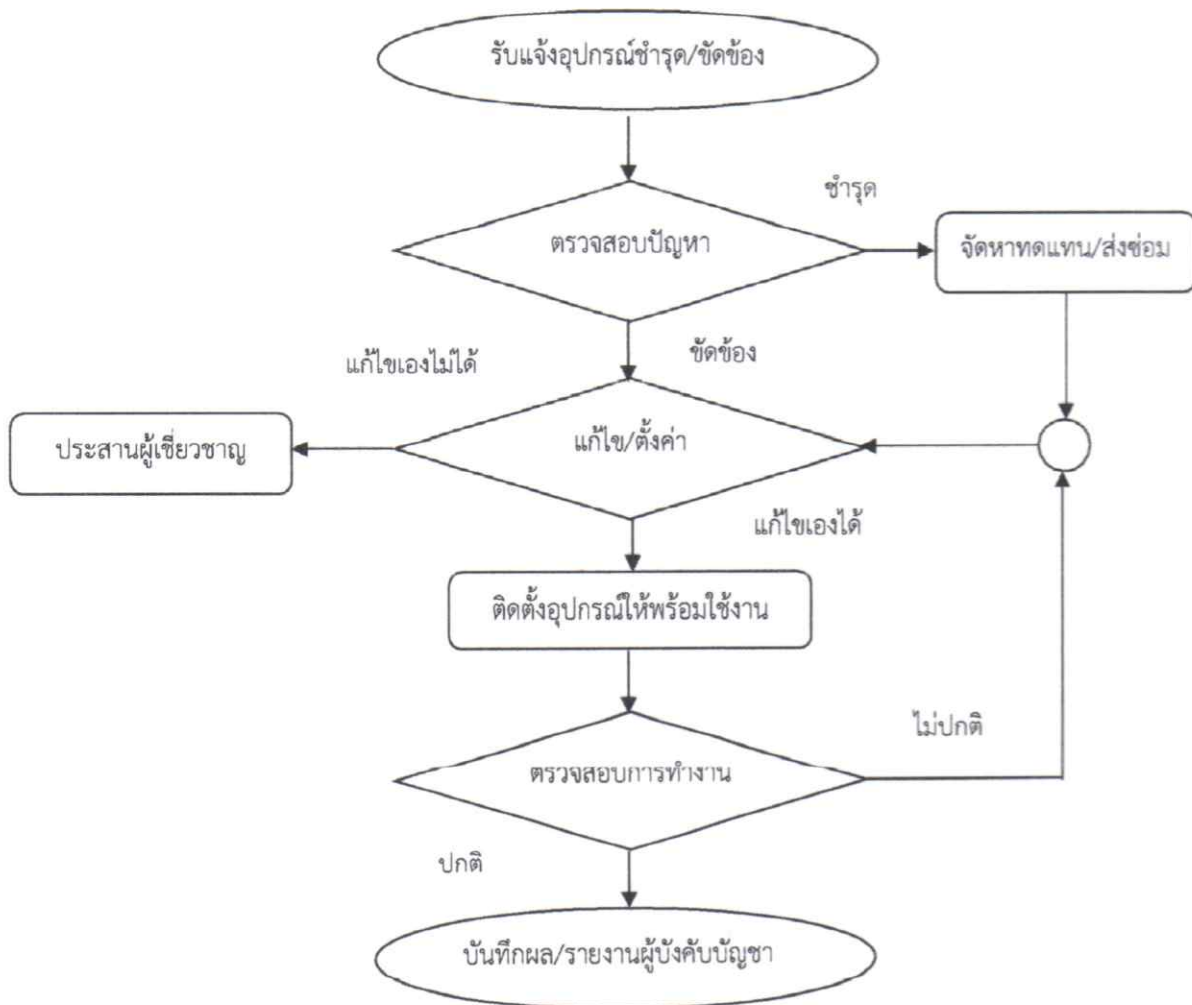 รับแจ้งอุปกรณ์ชำรุด/ขัดข้อง
ชำรุด
ตรวจสอบปัญหา
จัดหาทดแทน/ส่งซ่อม
ขัดข้อง
แก้ไขเองไม่ได้
ประสานผู้เชี่ยวชาญ
แก้ไข/ตั้งค่า
แก้ไขเองได้
ติดตั้งอุปกรณ์ให้พร้อมใช้งาน
ไม่ปกติ
ตรวจสอบการทำงาน
ปกติ
บันทึกผล/รายงานผู้บังคับบัญชา